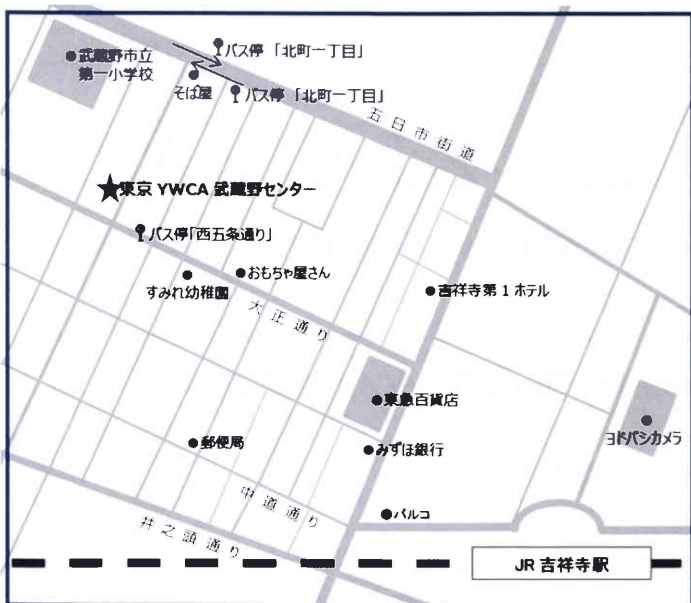 バス停「北町一丁目」
武蔵野市立
第一小学校
そば屋
バス停「北町一丁目」
五日市街道
東京 YWCA 武蔵野センター
バス停「西五条通り」
おもちゃ屋さん
すみれ幼稚園
吉祥寺第1ホテル
大正通り
東急百貨店
ヨドバシカメラ
郵便局
みずほ銀行
中道通り
パルコ
井之頭通り
JR 吉祥寺駅